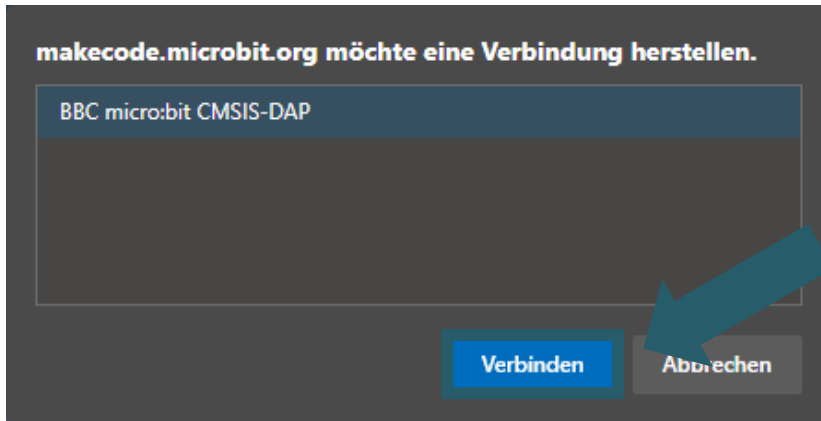 makecode.microbit.org möchte eine Verbindung herstellen.
BBC micro:bit CMSIS-DAP
Verbinden
Abbrechen